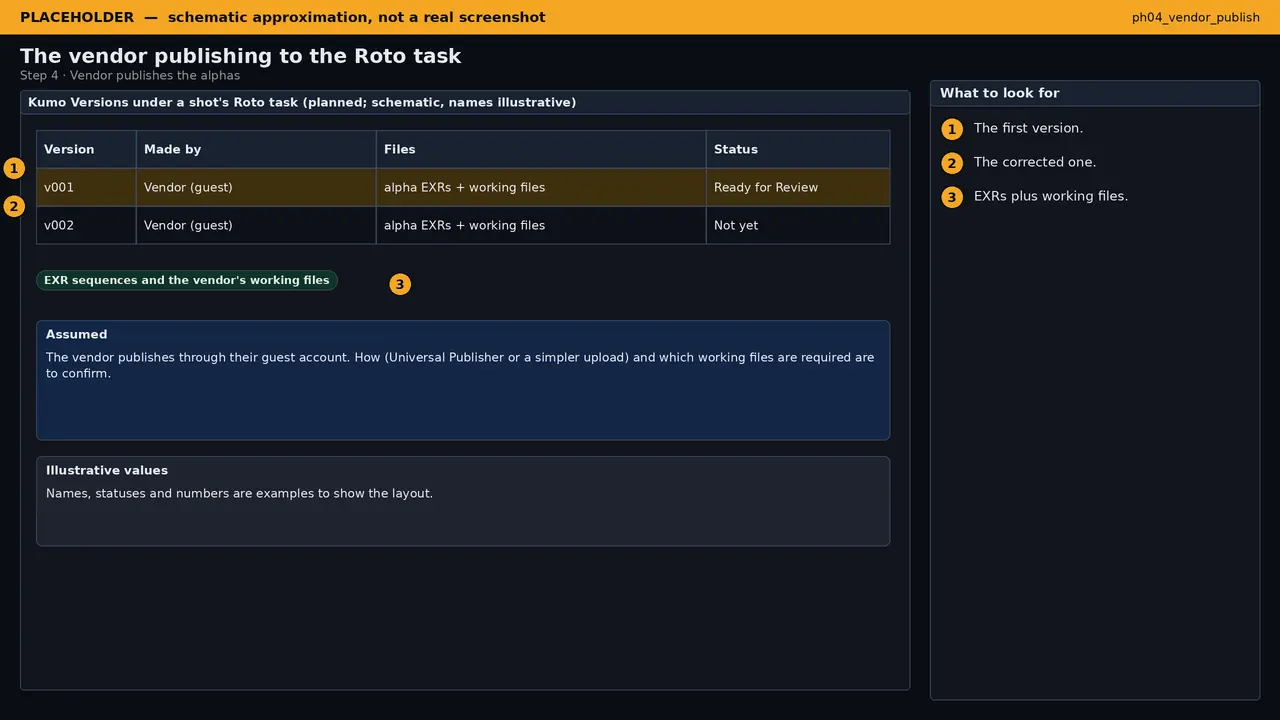 PLACEHOLDER — schematic approximation, not a real screenshot
ph04_vendor_publish
The vendor publishing to the Roto task
Step 4 · Vendor publishes the alphas
Kumo Versions under a shot's Roto task (planned; schematic, names illustrative)
Version Made by Files Status
1
v001 Vendor (guest) alpha EXRs + working files Ready for Review
2
v002 Vendor (guest) alpha EXRs + working files Not yet
EXR sequences and the vendor's working files
3
Assumed
The vendor publishes through their guest account. How (Universal Publisher or a simpler upload) and which working files are required are
to confirm.
Illustrative values
Names, statuses and numbers are examples to show the layout.
What to look for
1 The first version.
2 The corrected one.
3 EXRs plus working files.